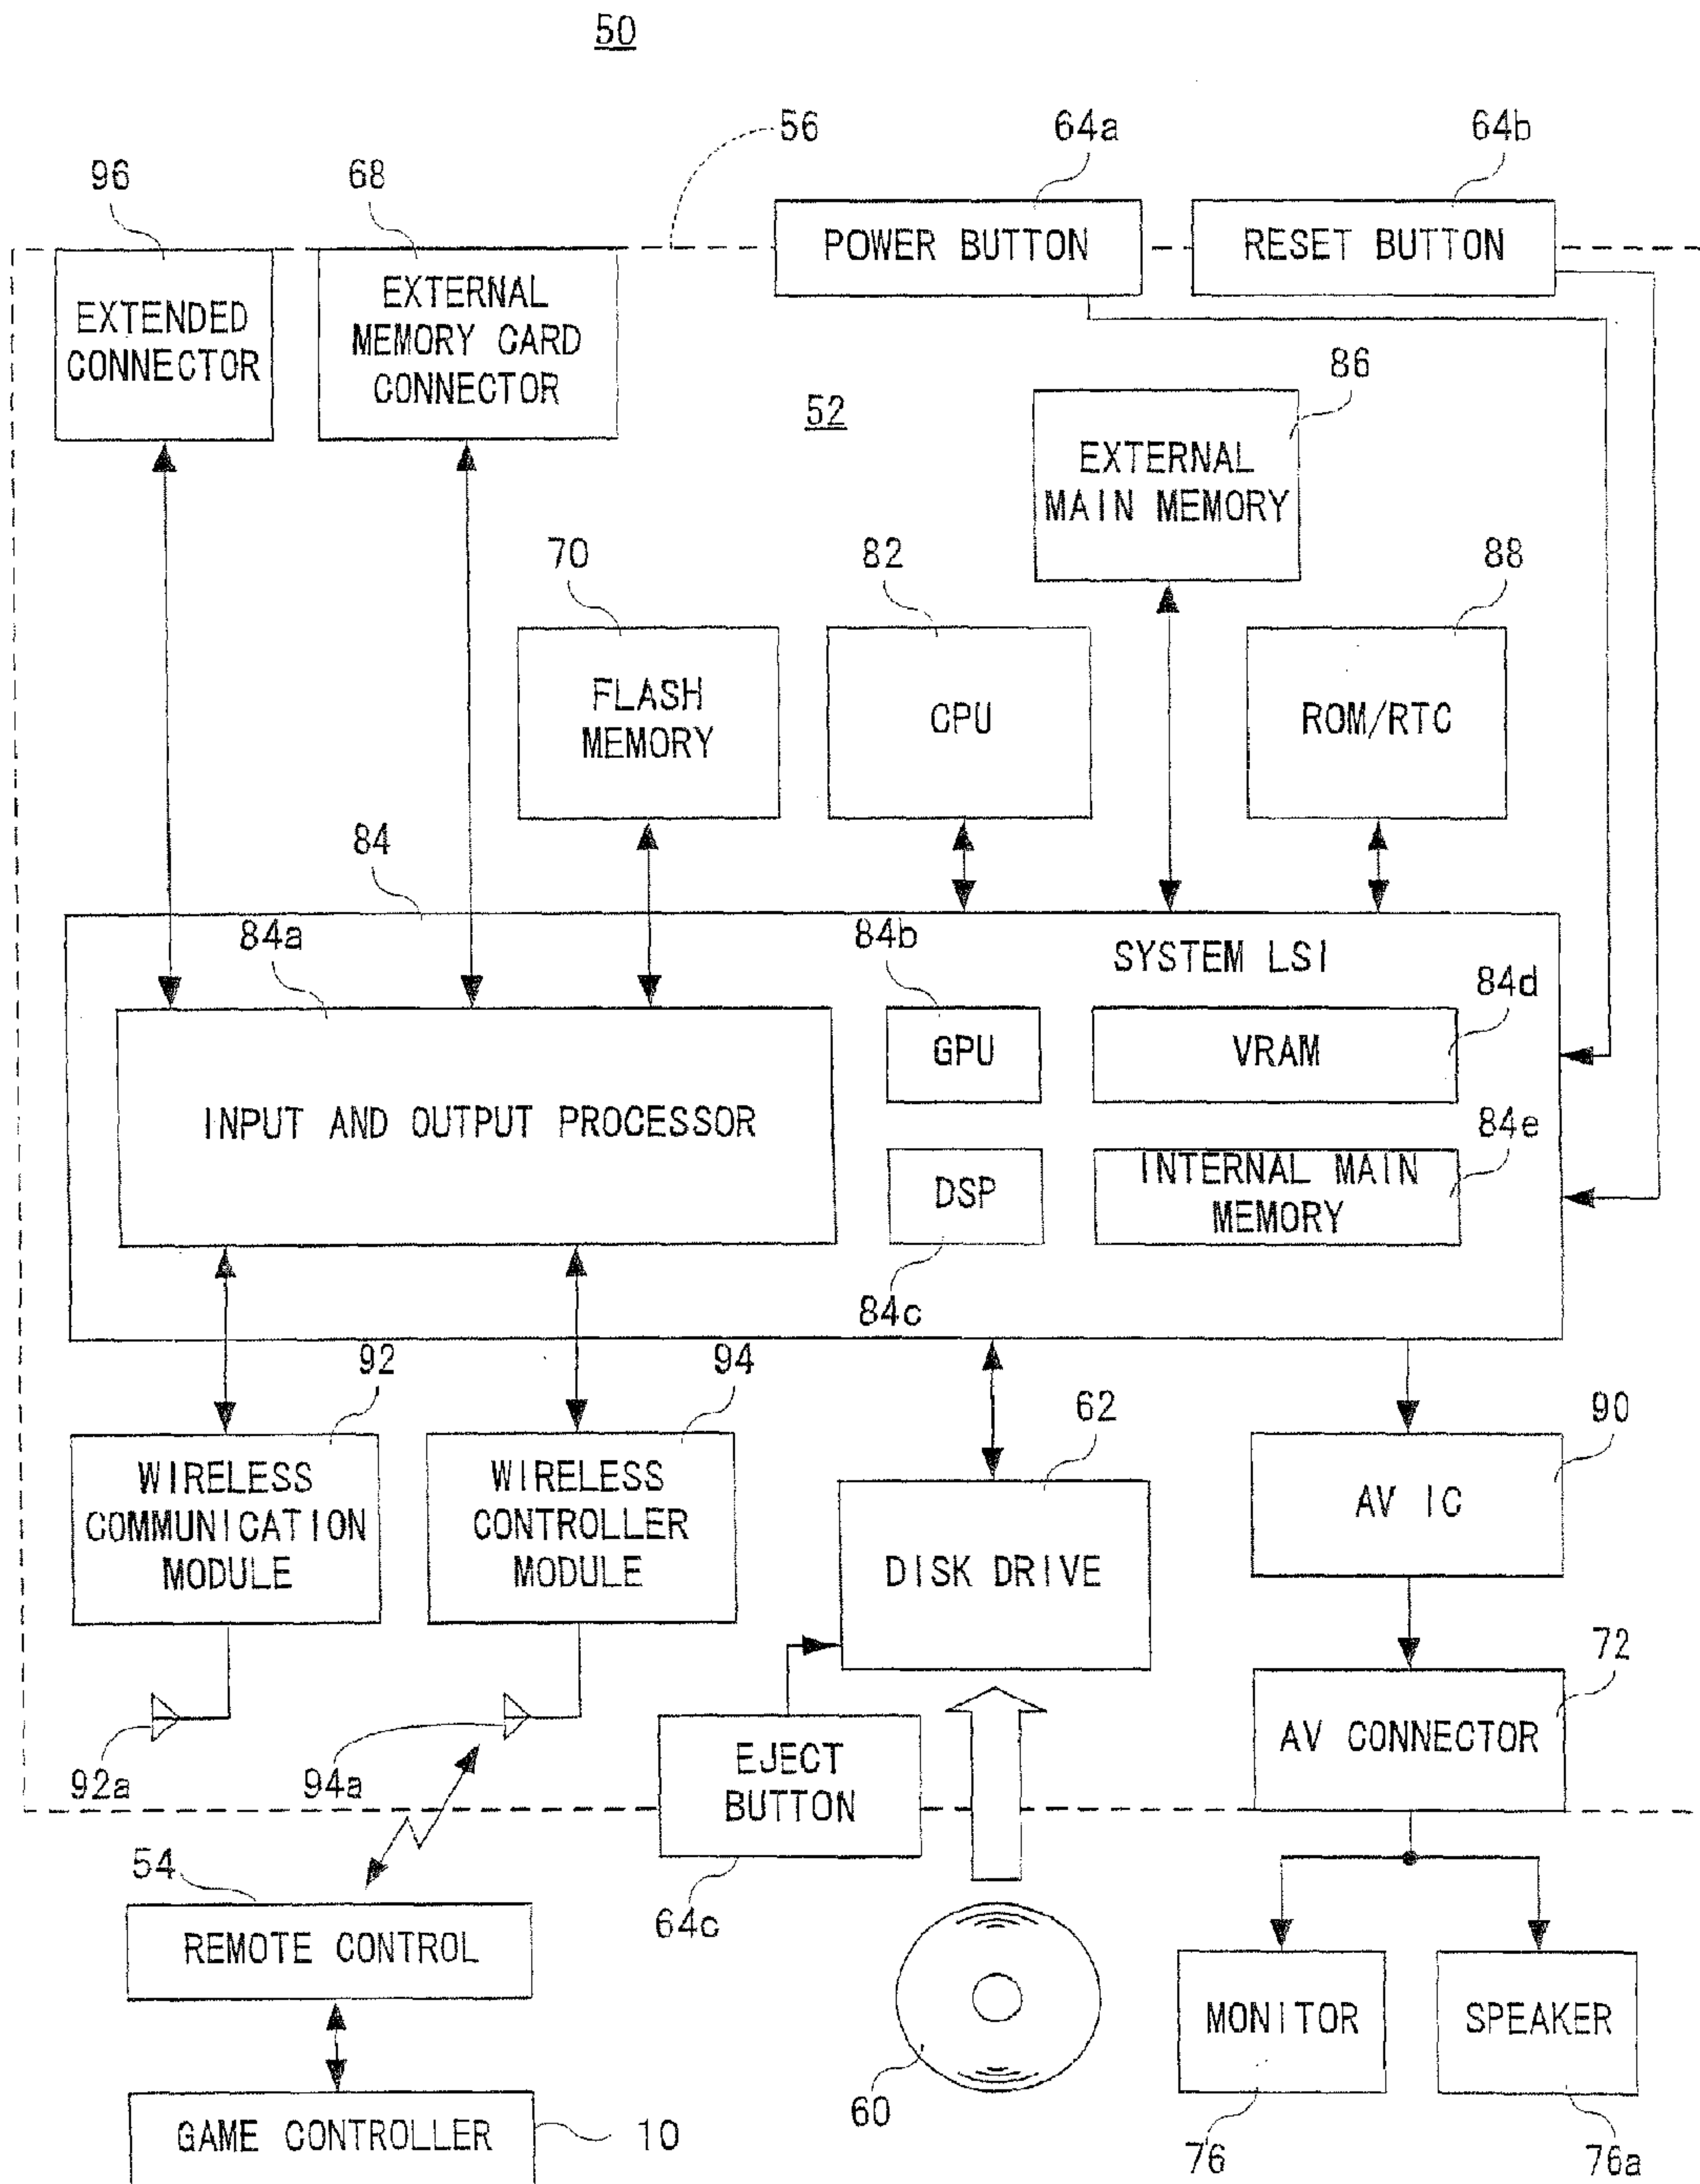 50
56
64a
64b
96
68
POWER BUTTON
RESET BUTTON
EXTENDED
CONNECTOR
EXTERNAL
MEMORY CARD
CONNECTOR
86
52
EXTERNAL
MAIN MEMORY
70
82
88
FLASH
MEMORY
CPU
ROM/RTC
84
84a
84b
SYSTEM LSI
84d
GPU
VRAM
INPUT AND OUTPUT PROCESSOR
84e
DSP
INTERNAL MAIN
MEMORY
84c
92
94
62
90
WIRELESS
COMMUNICATION
MODULE
WIRELESS
CONTROLLER
MODULE
AV IC
DISK DRIVE
72
92a
94a
EJECT
BUTTON
AV CONNECTOR
54
64c
REMOTE CONTROL
MONITOR
SPEAKER
60
GAME CONTROLLER
10
76
76a